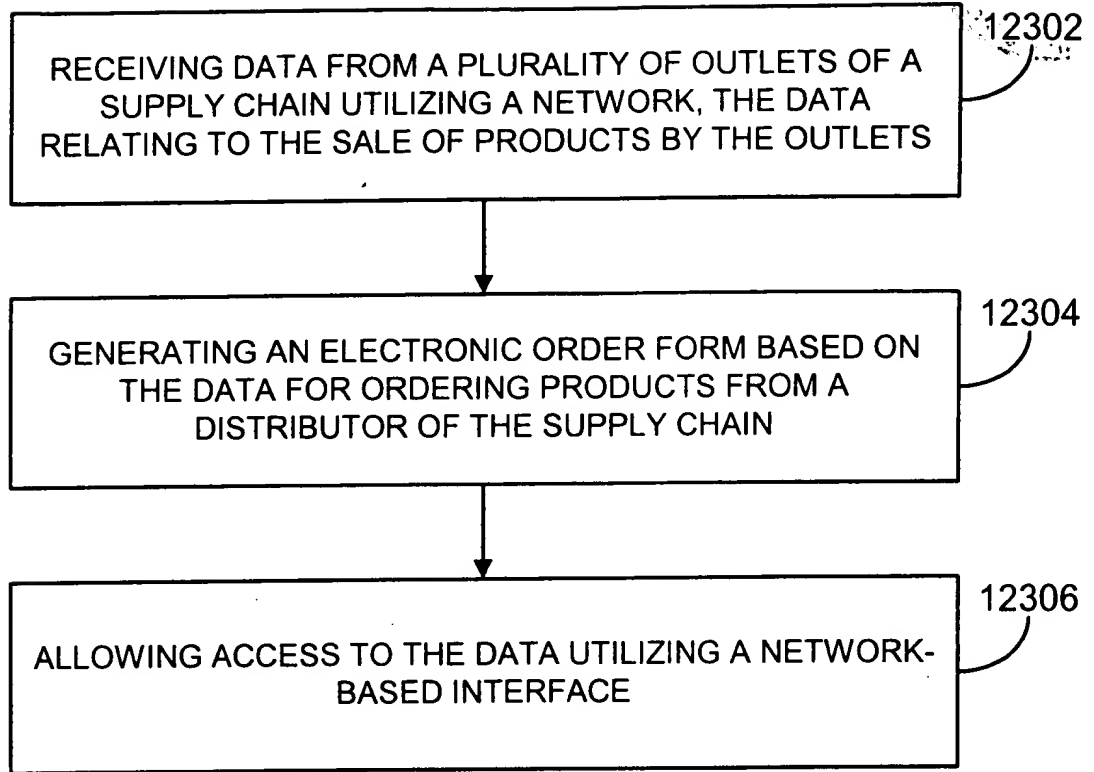 12302
RECEIVING DATA FROM A PLURALITY OF OUTLETS OF A
SUPPLY CHAIN UTILIZING A NETWORK, THE DATA
RELATING TO THE SALE OF PRODUCTS BY THE OUTLETS
12304
GENERATING AN ELECTRONIC ORDER FORM BASED ON
THE DATA FOR ORDERING PRODUCTS FROM A
DISTRIBUTOR OF THE SUPPLY CHAIN
12306
ALLOWING ACCESS TO THE DATA UTILIZING A NETWORK-
BASED INTERFACE